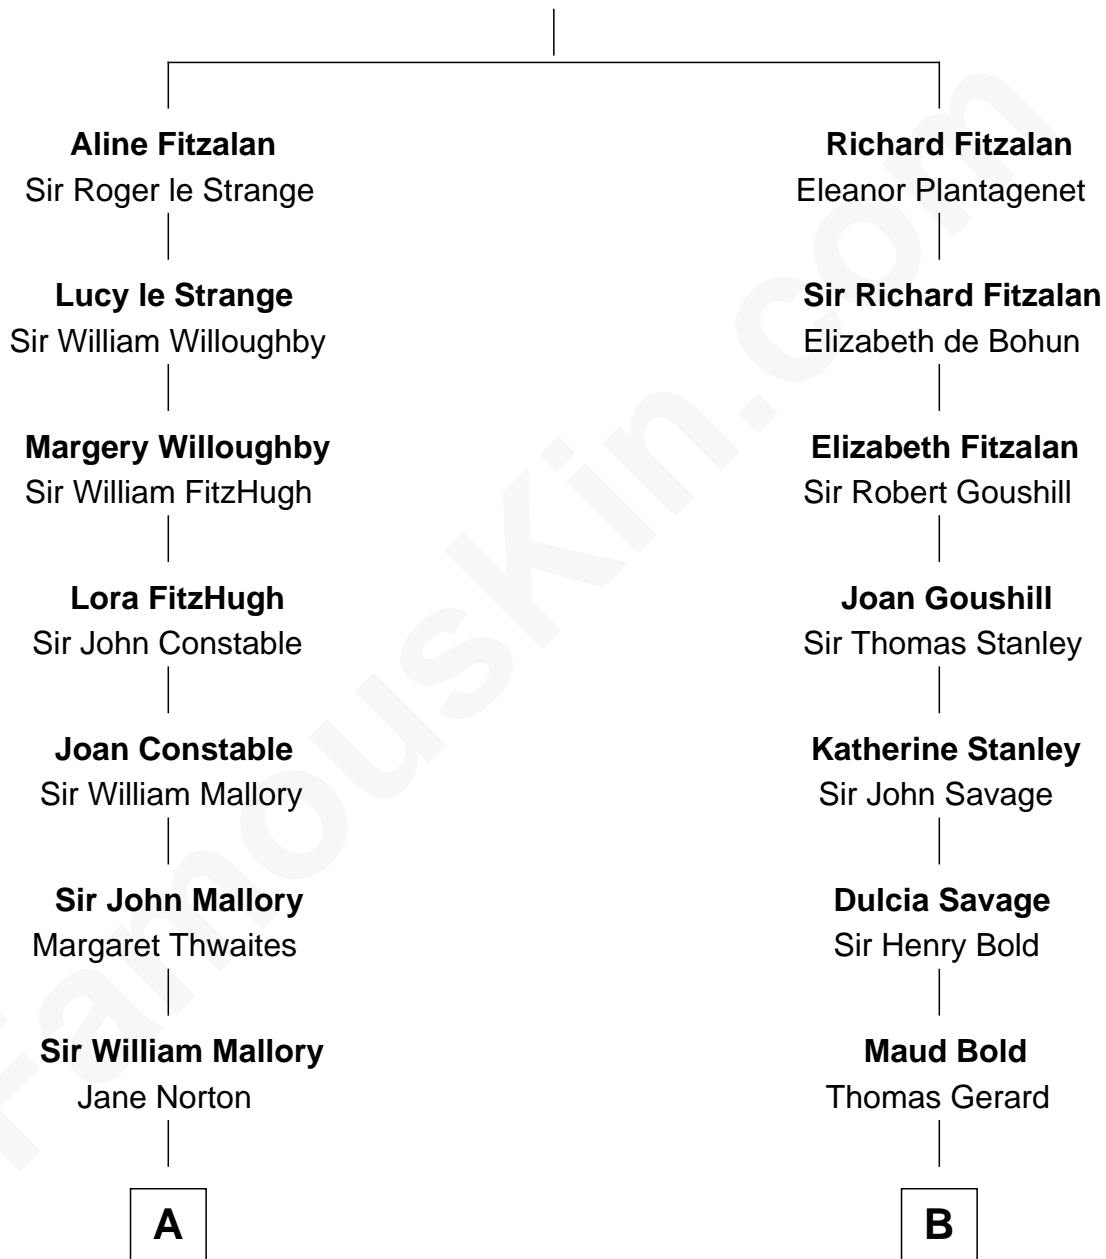 Aline Fitzalan
Sir Roger le Strange
Lucy le Strange
Sir William Willoughby
Margery Willoughby
Sir William FitzHugh
Lora FitzHugh
Sir John Constable
Joan Constable
Sir William Mallory
Sir John Mallory
Margaret Thwaites
Sir William Mallory
Jane Norton
A
Richard Fitzalan
Eleanor Plantagenet
Sir Richard Fitzalan
Elizabeth de Bohun
Elizabeth Fitzalan
Sir Robert Goushill
Joan Goushill
Sir Thomas Stanley
Katherine Stanley
Sir John Savage
Dulcia Savage
Sir Henry Bold
Maud Bold
Thomas Gerard
B
FamousKin.com